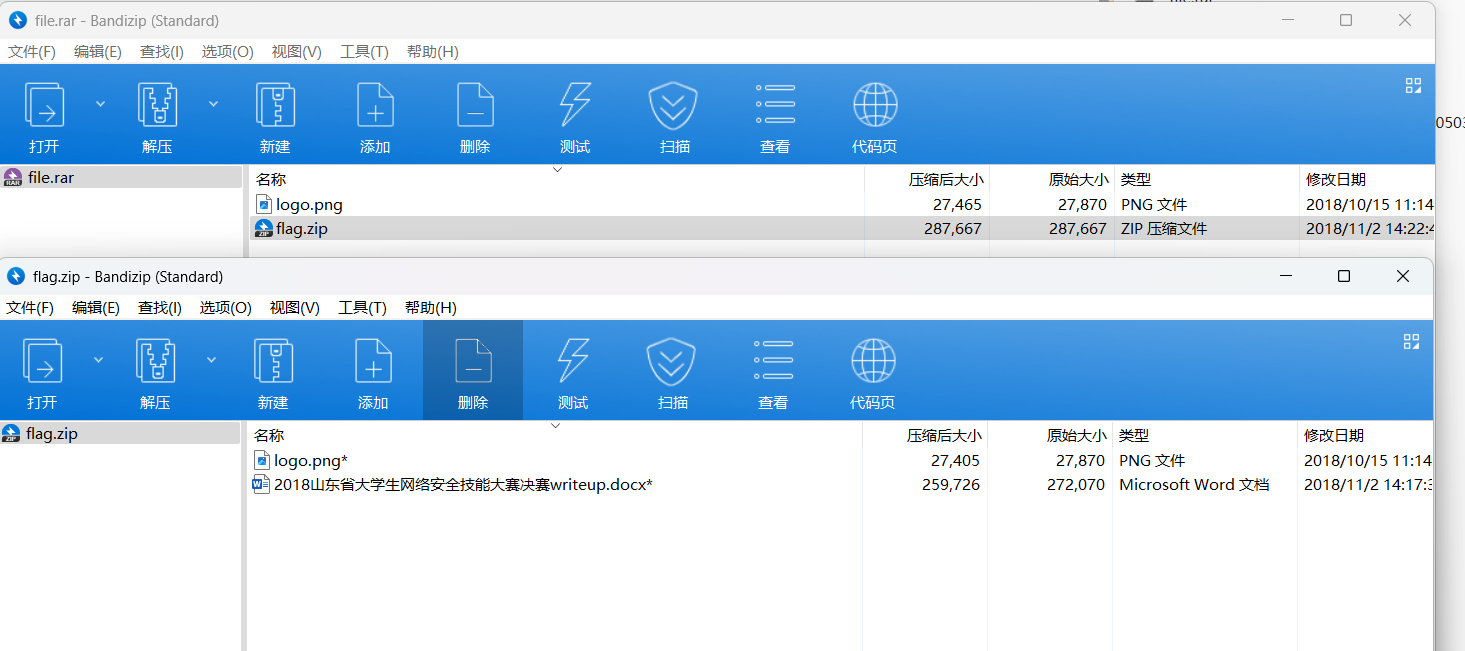 file.rar - Bandizip (Standard)
文件(F) 编辑(E) 查找(I) 选项(O) 视图(V) 工具(T) 帮助(H)
打开 解压 新建 添加 删除 测试 扫描 查看 代码页
0503
file.rar
名称 压缩后大小 原始大小 类型 修改日期
logo.png 27,465 27,870 PNG 文件 2018/10/15 11:14
flag.zip 287,667 287,667 ZIP 压缩文件 2018/11/2 14:22:4
flag.zip - Bandizip (Standard)
文件(F) 编辑(E) 查找(I) 选项(O) 视图(V) 工具(T) 帮助(H)
打开 解压 新建 添加 删除 测试 扫描 查看 代码页
flag.zip
名称 压缩后大小 原始大小 类型 修改日期
logo.png* 27,405 27,870 PNG 文件 2018/10/15 11:14
2018山东省大学生网络安全技能大赛决赛writeup.docx* 259,726 272,070 Microsoft Word 文档 2018/11/2 14:17:3